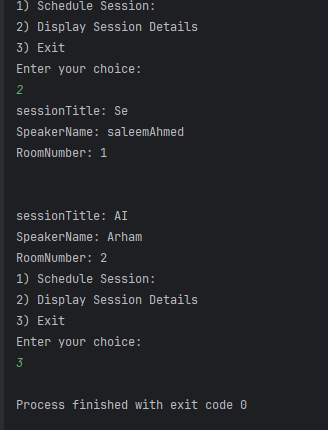 1) Schedule Session:
2) Display Session Details
3) Exit
Enter your choice:
2
sessionTitle: Se
SpeakerName: saleemAhmed
RoomNumber: 1
sessionTitle: AI
SpeakerName: Arham
RoomNumber: 2
1) Schedule Session:
2) Display Session Details
3) Exit
Enter your choice:
3
Process finished with exit code 0